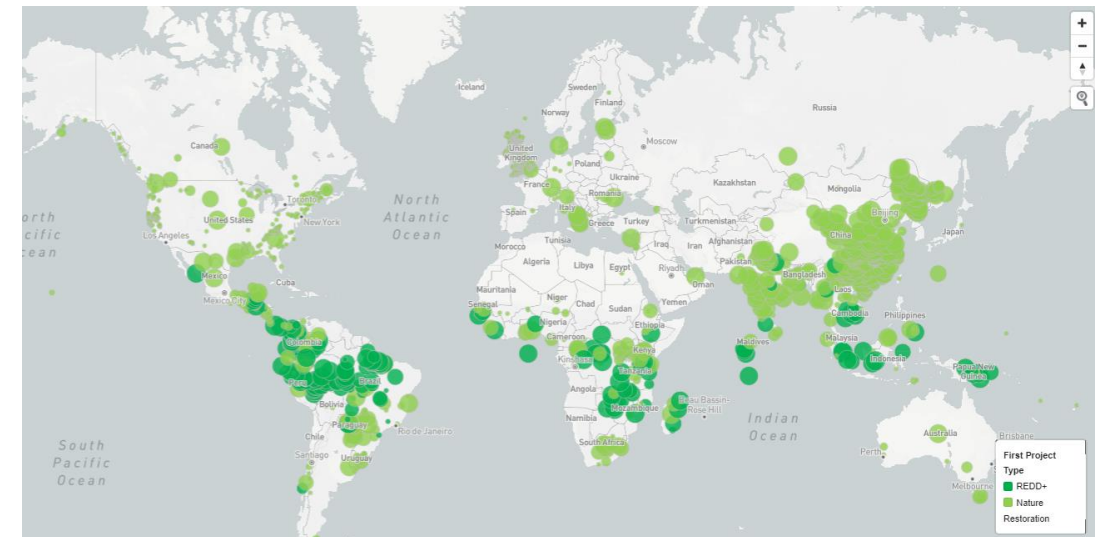 Iceland
Sweden
Finland
Norway
Russia
Moscow
Canada
United
Kingdom
Poland
Ukraine
Kazakhstan
Mongolia
France
Romania
Toronto
North
Atlantic
Ocean
New York
United States
Los Angeles
Spain
Italy
Greece
Turkey
Turkmenistan
Beijing
China
Japan
Morocco
Tunisia
Iraq
Iran
Afghanistan
Pakistan
Algeria
Libya
Egypt
Riyadh
Oman
Bangladesh
Laos
Mexico
Mexico City
Cuba
Mauritania
Senegal
Niger
Chad
Sudan
Yemen
Nigeria
Ethiopia
Cameroon
Kenya
Kinshasa
Tanzania
Maldives
Cambodia
Philippines
Malaysia
Indonesia
Papua New
Guinea
Colombia
Peru
Brazil
Bolivia
Paraguay
Rio de Janeiro
Chile
Santiago
Uruguay
Angola
Namibia
Mozambique
Beau Bassin-
Rose Hill
South Africa
Indian
Ocean
South
Pacific
Ocean
Australia
Perth
Brisbane
Melbourne
First Project
Type
REDD+
Nature
Restoration